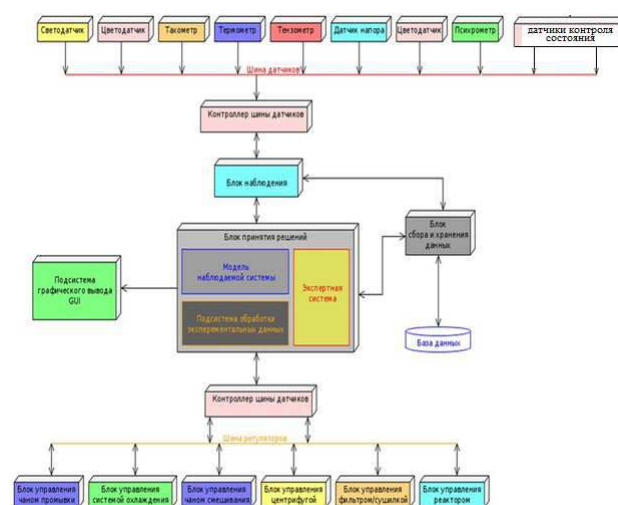 Светодатчик
Цветодатчик
Такометр
Термометр
Тензометр
Датчик напора
Цветодатчик
Психрометр
датчики контроля
состояния
Шина датчиков
Контроллер шины датчиков
Блок наблюдения
Блок принятия решений
Модель
наблюдаемой системы
Экспертная
система
Подсистема обработки
эксперементальных данных
Блок
сбора и хранения
данных
Подсистема
графического вывода
GUI
База данных
Контроллер шины датчиков
Шина регуляторов
Блок управления
чаном промывки
Блок управления
системой охлаждения
Блок управления
чаном смешивания
Блок управления
центрифугой
Блок управления
фильтром/сушилкой
Блок управления
реактором